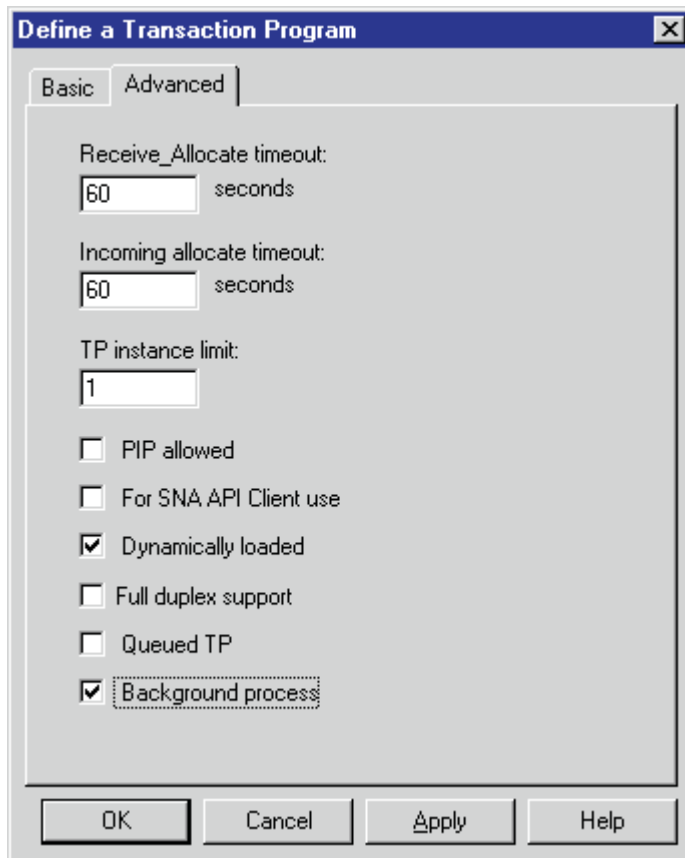 Define a Transaction Program
Basic Advanced
Receive_Allocate timeout:
60 seconds
Incoming allocate timeout:
60 seconds
TP instance limit:
1
PIP allowed
For SNA API Client use
Dynamically loaded
Full duplex support
Queued TP
Background process
OK Cancel Apply Help